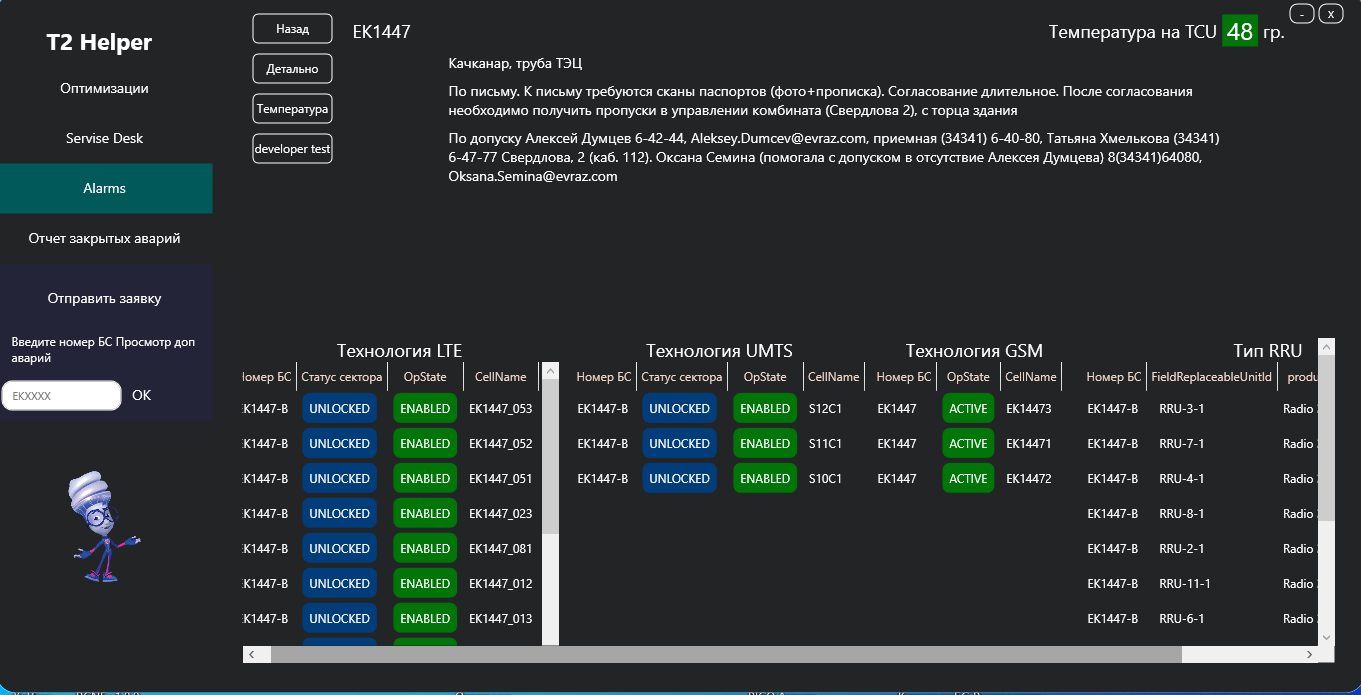 T2 Helper
Оптимизации
Servise Desk
Alarms
Отчет закрытых аварий
Отправить заявку
Введите номер БС Просмотр доп
аварий
EKXXXX
OK
Назад
Детально
Температура
developer test
EK1447
Температура на TCU 48 гр.
- x
Качканар, труба ТЭЦ
По письму. К письму требуются сканы паспортов (фото+прописка). Согласование длительное. После согласования
необходимо получить пропуски в управлении комбината (Свердлова 2), с торца здания
По допуску Алексей Думцев 6-42-44, Aleksey.Dumcev@evraz.com, приемная (34341) 6-40-80, Татьяна Хмелькова (34341)
6-47-77 Свердлова, 2 (каб. 112). Оксана Семина (помогала с допуском в отсутствие Алексея Думцева) 8(34341)64080,
Oksana.Semina@evraz.com
Технология LTE
Номер БС Статус сектора OpState CellName
EK1447-B UNLOCKED ENABLED EK1447_053
EK1447-B UNLOCKED ENABLED EK1447_052
EK1447-B UNLOCKED ENABLED EK1447_051
EK1447-B UNLOCKED ENABLED EK1447_023
EK1447-B UNLOCKED ENABLED EK1447_081
EK1447-B UNLOCKED ENABLED EK1447_012
EK1447-B UNLOCKED ENABLED EK1447_013
Технология UMTS
Номер БС Статус сектора OpState CellName
EK1447-B UNLOCKED ENABLED S12C1
EK1447-B UNLOCKED ENABLED S11C1
EK1447-B UNLOCKED ENABLED S10C1
Технология GSM
Номер БС OpState CellName
EK1447 ACTIVE EK14473
EK1447 ACTIVE EK14471
EK1447 ACTIVE EK14472
Тип RRU
Номер БС FieldReplaceableUnitId produ
EK1447-B RRU-3-1 Radio
EK1447-B RRU-7-1 Radio
EK1447-B RRU-4-1 Radio
EK1447-B RRU-8-1 Radio
EK1447-B RRU-2-1 Radio
EK1447-B RRU-11-1 Radio
EK1447-B RRU-6-1 Radio